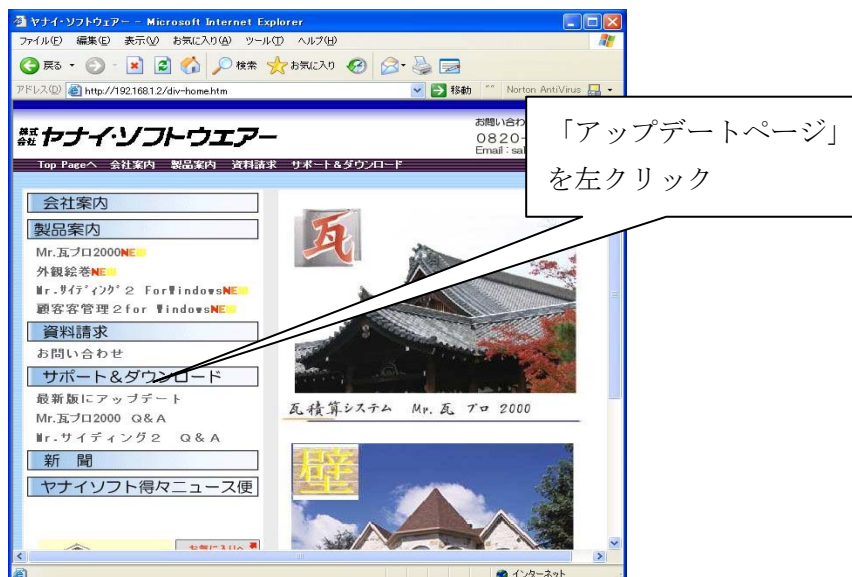 ヤナイ・ソフトウェアー - Microsoft Internet Explorer
ファイル(F) 編集(E) 表示(V) お気に入り(A) ツール(T) ヘルプ(H)
戻る 検索 お気に入り
アドレス(D) http://192.168.1.2/div-home.htm 移動 Norton AntiVirus
お問い合わ
株式会社 ヤナイ・ソフトウエアー
0820-
Email：sal
Top Pageへ 会社案内 製品案内 資料請求 サポート＆ダウンロード
「アップデートページ」
を左クリック
会社案内
製品案内
Mr.瓦プロ2000NE
外観絵巻NE
Mr.サイディング２ ForWindowsNE
顧客客管理２for WindowsNE
資料請求
お問い合わせ
サポート＆ダウンロード
最新版にアップデート
Mr.瓦プロ2000 Q&A
Mr.サイディング２ Q&A
新 聞
ヤナイソフト得々ニュース便
瓦
瓦積算システム Mr. 瓦 プロ 2000
壁
お気に入りへ
インターネット